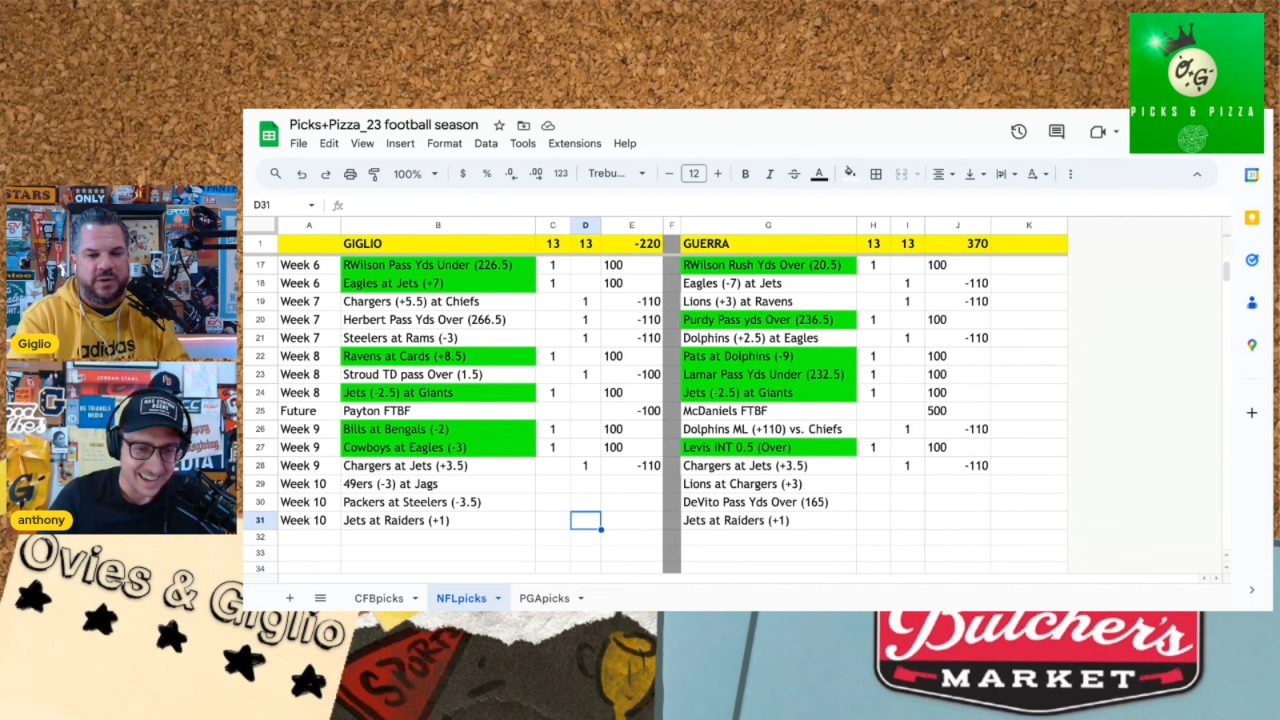 O+G
PICKS & PIZZA
Picks+Pizza_23 football season
File Edit View Insert Format Data Tools Extensions Help
100% $ % .0 .00 123 Trebu... − 12 + B I A
D31 fx
A B C D E F G H I J K
1 GIGLIO 13 13 -220 GUERRA 13 13 370
17 Week 6 RWilson Pass Yds Under (226.5) 1 100 RWilson Rush Yds Over (20.5) 1 100
18 Week 6 Eagles at Jets (+7) 1 100 Eagles (-7) at Jets 1 -110
19 Week 7 Chargers (+5.5) at Chiefs 1 -110 Lions (+3) at Ravens 1 -110
20 Week 7 Herbert Pass Yds Over (266.5) 1 -110 Purdy Pass yds Over (236.5) 1 100
21 Week 7 Steelers at Rams (-3) 1 -110 Dolphins (+2.5) at Eagles 1 -110
22 Week 8 Ravens at Cards (+8.5) 1 100 Pats at Dolphins (-9) 1 100
23 Week 8 Stroud TD pass Over (1.5) 1 -100 Lamar Pass Yds Under (232.5) 1 100
24 Week 8 Jets (-2.5) at Giants 1 100 Jets (-2.5) at Giants 1 100
25 Future Payton FTBF -100 McDaniels FTBF 500
26 Week 9 Bills at Bengals (-2) 1 100 Dolphins ML (+110) vs. Chiefs 1 -110
27 Week 9 Cowboys at Eagles (-3) 1 100 Levis INT 0.5 (Over) 1 100
28 Week 9 Chargers at Jets (+3.5) 1 -110 Chargers at Jets (+3.5) 1 -110
29 Week 10 49ers (-3) at Jags Lions at Chargers (+3)
30 Week 10 Packers at Steelers (-3.5) DeVito Pass Yds Over (165)
31 Week 10 Jets at Raiders (+1) Jets at Raiders (+1)
32
33
34
CFBpicks NFLpicks PGApicks
STARS
ONLY
adidas
Giglio
JORDAN STAAL
OG TRIANGLE
MEDIA
G
anthony
Ovies & Giglio
SPORT
Butcher's
MARKET